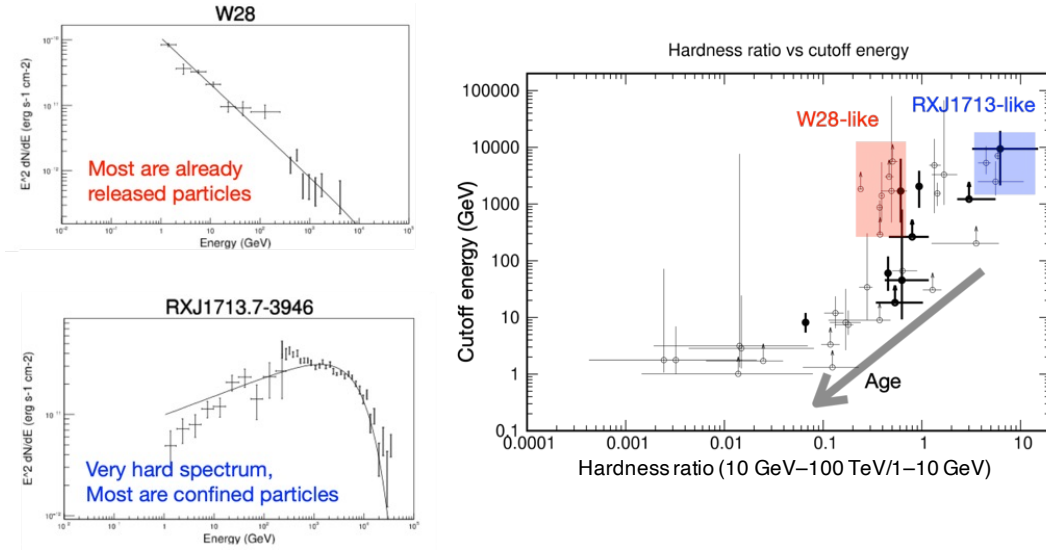 W28
E^2 dN/dE (erg s-1 cm-2)
Most are already
released particles
Energy (GeV)
RXJ1713.7-3946
E^2 dN/dE (erg s-1 cm-2)
Very hard spectrum,
Most are confined particles
Energy (GeV)
Hardness ratio vs cutoff energy
Cutoff energy (GeV)
100000
10000
1000
100
10
1
0.1
W28-like
RXJ1713-like
Age
0.0001
0.001
0.01
0.1
1
10
Hardness ratio (10 GeV–100 TeV/1–10 GeV)